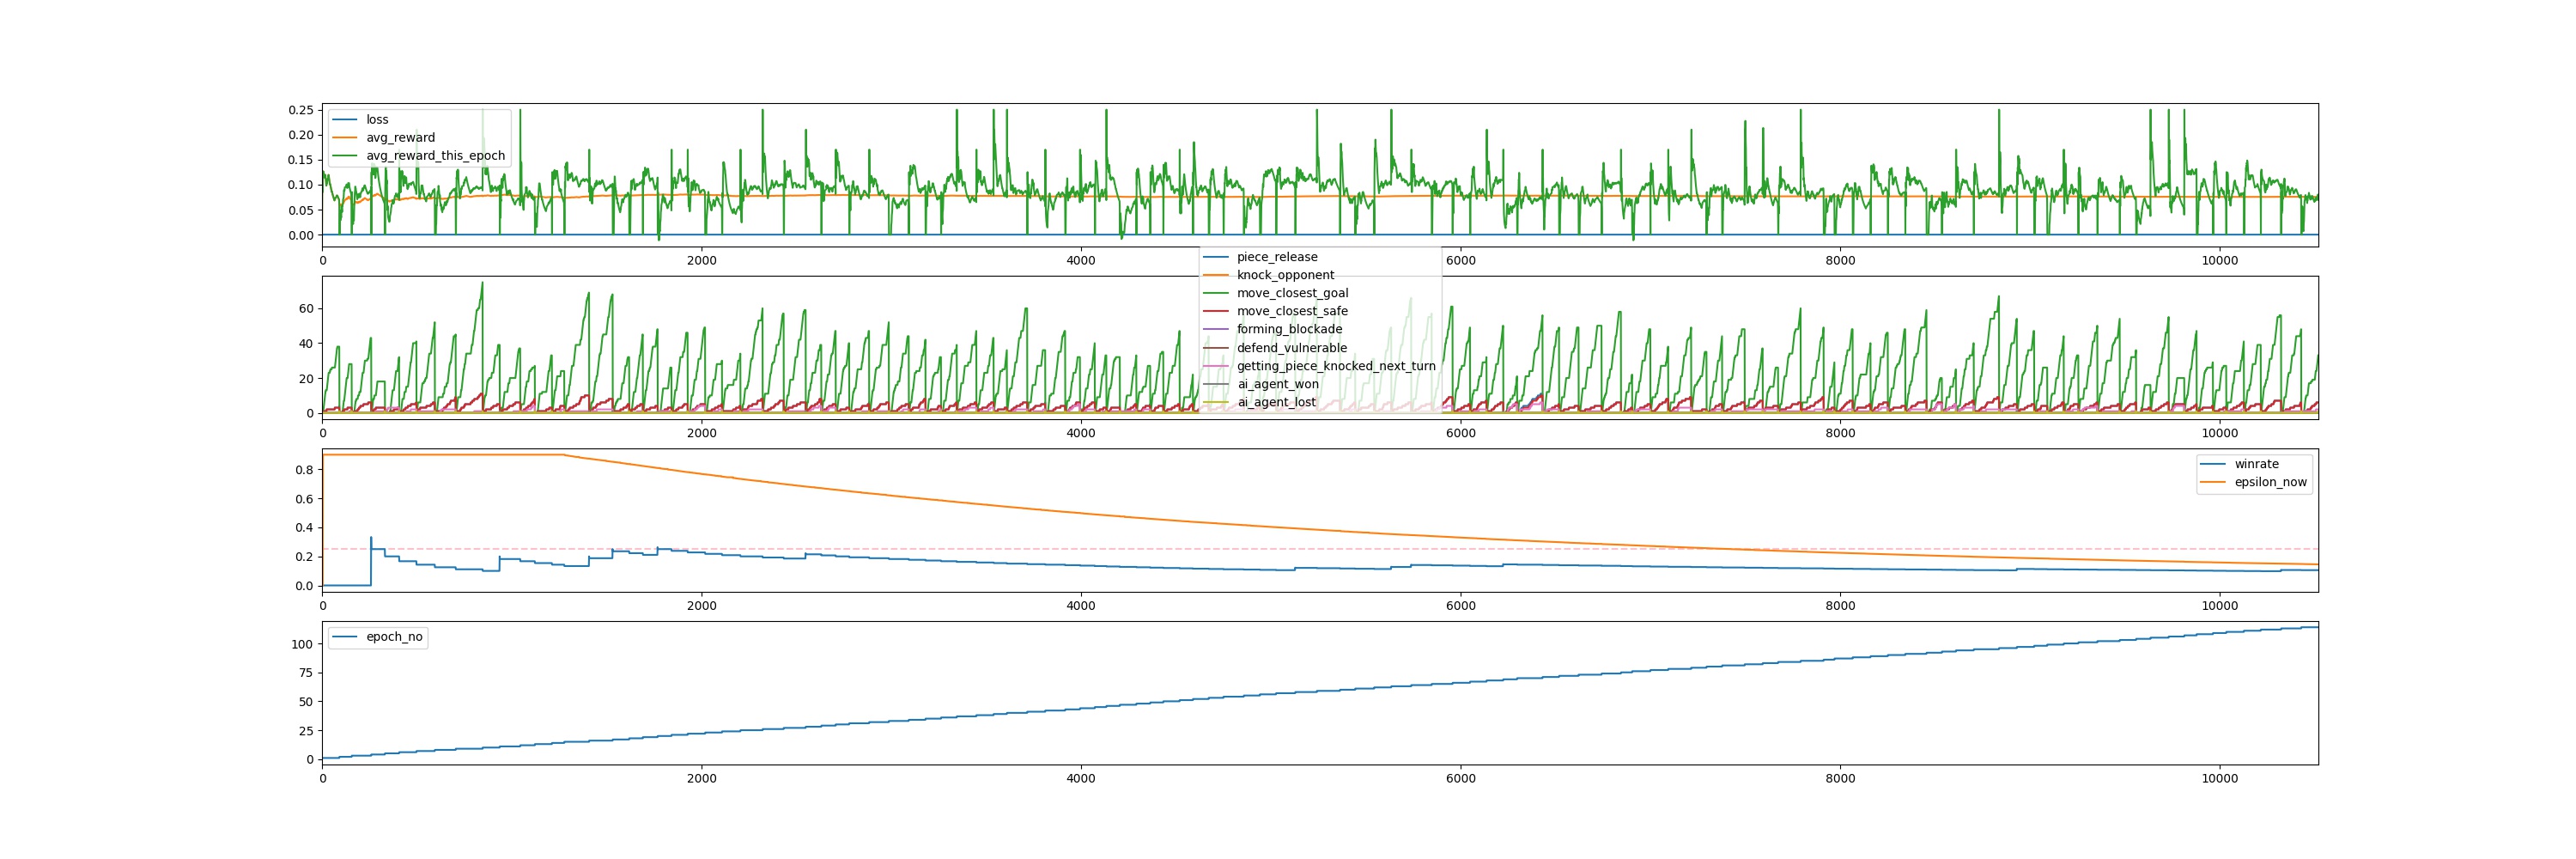 0.25
0.20
0.15
0.10
0.05
0.00
loss
avg_reward
avg_reward_this_epoch
0 2000 4000 6000 8000 10000
60
40
20
0
piece_release
knock_opponent
move_closest_goal
move_closest_safe
forming_blockade
defend_vulnerable
getting_piece_knocked_next_turn
ai_agent_won
ai_agent_lost
0 2000 4000 6000 8000 10000
0.8
0.6
0.4
0.2
0.0
winrate
epsilon_now
0 2000 4000 6000 8000 10000
100
75
50
25
0
epoch_no
0 2000 4000 6000 8000 10000